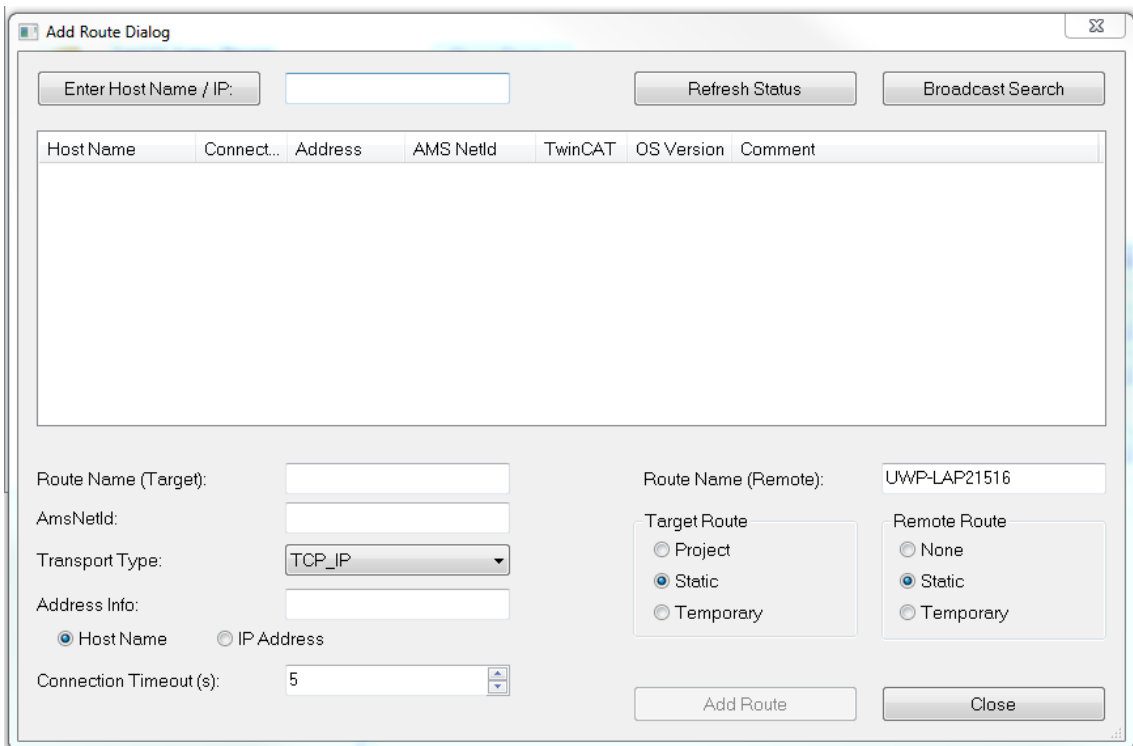 Add Route Dialog
Enter Host Name / IP:
Refresh Status
Broadcast Search
Host Name Connect... Address AMS NetId TwinCAT OS Version Comment
Route Name (Target):
Route Name (Remote): UWP-LAP21516
AmsNetId:
Target Route
Remote Route
Transport Type: TCP_IP
Project
None
Static
Static
Address Info:
Temporary
Temporary
Host Name IP Address
Connection Timeout (s): 5
Add Route
Close